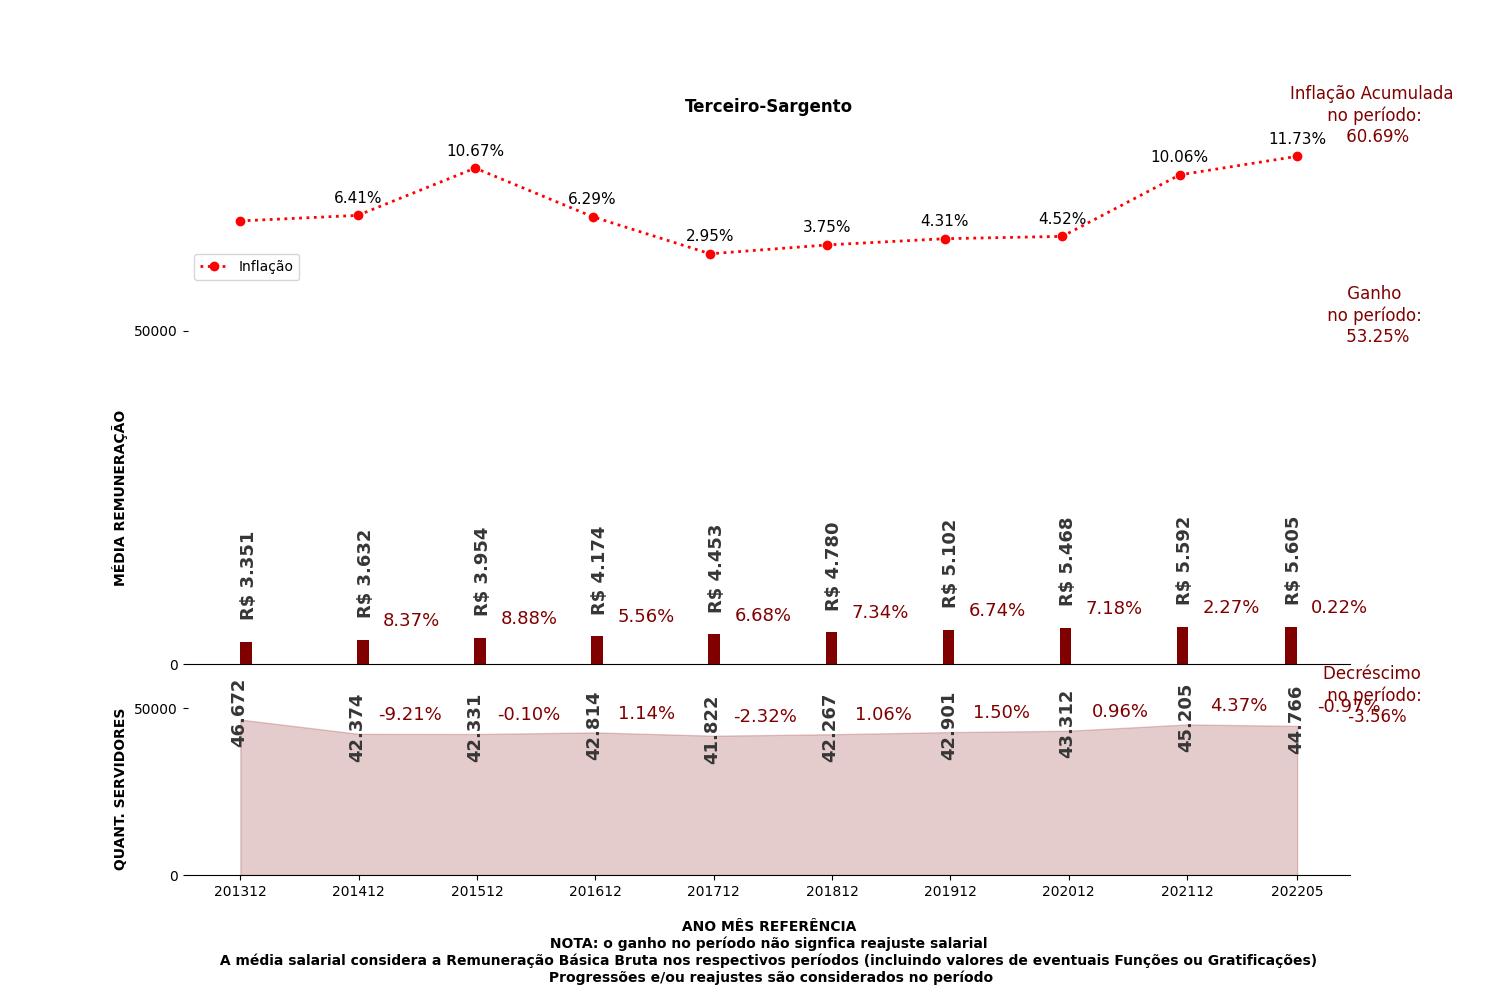 Terceiro-Sargento
Inflação Acumulada
no período:
60.69%
6.41%
10.67%
6.29%
2.95%
3.75%
4.31%
4.52%
10.06%
11.73%
Inflação
Ganho
no período:
53.25%
MÉDIA REMUNERAÇÃO
50000
0
R$ 3.351
R$ 3.632
R$ 3.954
R$ 4.174
R$ 4.453
R$ 4.780
R$ 5.102
R$ 5.468
R$ 5.592
R$ 5.605
8.37%
8.88%
5.56%
6.68%
7.34%
6.74%
7.18%
2.27%
0.22%
Decréscimo
no período:
-3.56%
QUANT. SERVIDORES
50000
0
46.672
42.374
42.331
42.814
41.822
42.267
42.901
43.312
45.205
44.766
-9.21%
-0.10%
1.14%
-2.32%
1.06%
1.50%
0.96%
4.37%
-0.97%
201312
201412
201512
201612
201712
201812
201912
202012
202112
202205
ANO MÊS REFERÊNCIA
NOTA: o ganho no período não signfica reajuste salarial
A média salarial considera a Remuneração Básica Bruta nos respectivos períodos (incluindo valores de eventuais Funções ou Gratificações)
Progressões e/ou reajustes são considerados no período